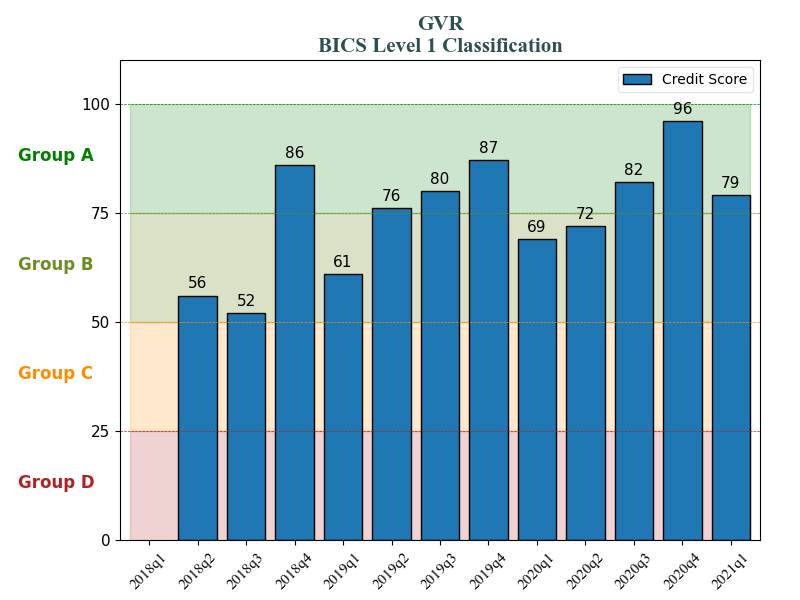 GVR
BICS Level 1 Classification
Credit Score
100
75
50
25
0
Group A
Group B
Group C
Group D
56
52
86
61
76
80
87
69
72
82
96
79
2018q1
2018q2
2018q3
2018q4
2019q1
2019q2
2019q3
2019q4
2020q1
2020q2
2020q3
2020q4
2021q1